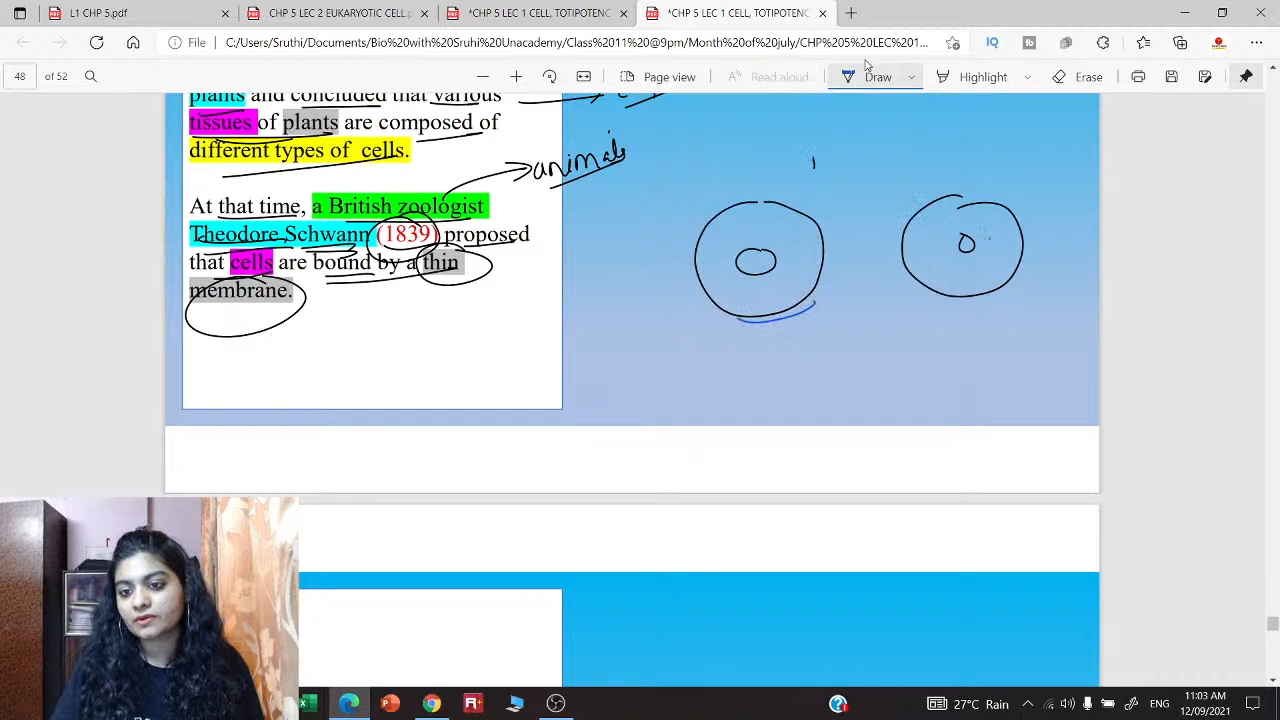 L1 CHP 5.pdf
CHP 5 LEC 2 EUKARYOTIC CELL.p
*CHP 5 LEC 1 CELL, TOTIPOTENC
*CHP 5 LEC 1 CELL, TOTIPOTENC
File C:/Users/Sruthi/Documents/Bio%20with%20Sruhi%20Unacademy/Class%2011%20@9pm/Month%20of%20july/CHP%205%20LEC%201...
48 of 52
Page view
Read aloud
Draw
Highlight
Erase
plants and concluded that various
tissues of plants are composed of
different types of cells.
animals
At that time, a British zoologist
Theodore Schwann (1839) proposed
that cells are bound by a thin
membrane.
27°C Rain
ENG
11:03 AM
12/09/2021